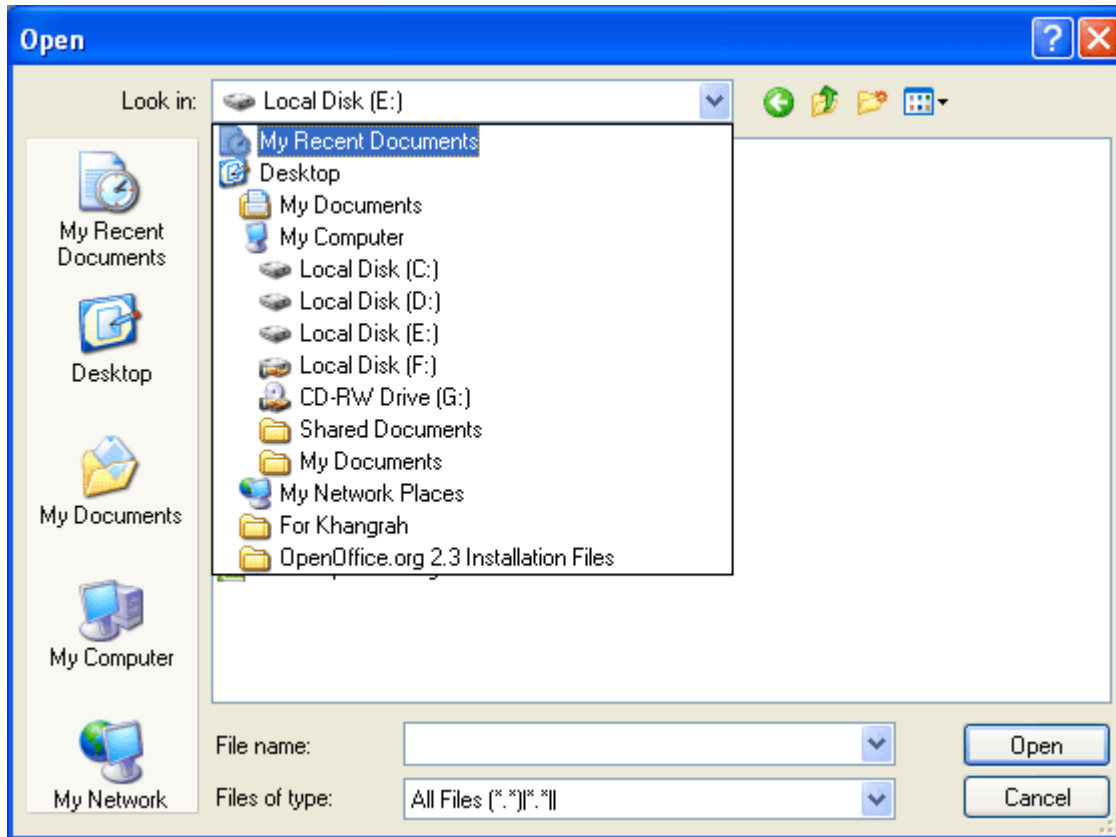 Open
Look in:
Local Disk (E:)
My Recent Documents
Desktop
My Documents
My Computer
Local Disk (C:)
Local Disk (D:)
Local Disk (E:)
Local Disk (F:)
CD-RW Drive (G:)
Shared Documents
My Documents
My Network Places
For Khangrah
OpenOffice.org 2.3 Installation Files
My Recent
Documents
Desktop
My Documents
My Computer
My Network
File name:
Open
Files of type:
All Files (*.*)|*.*||
Cancel